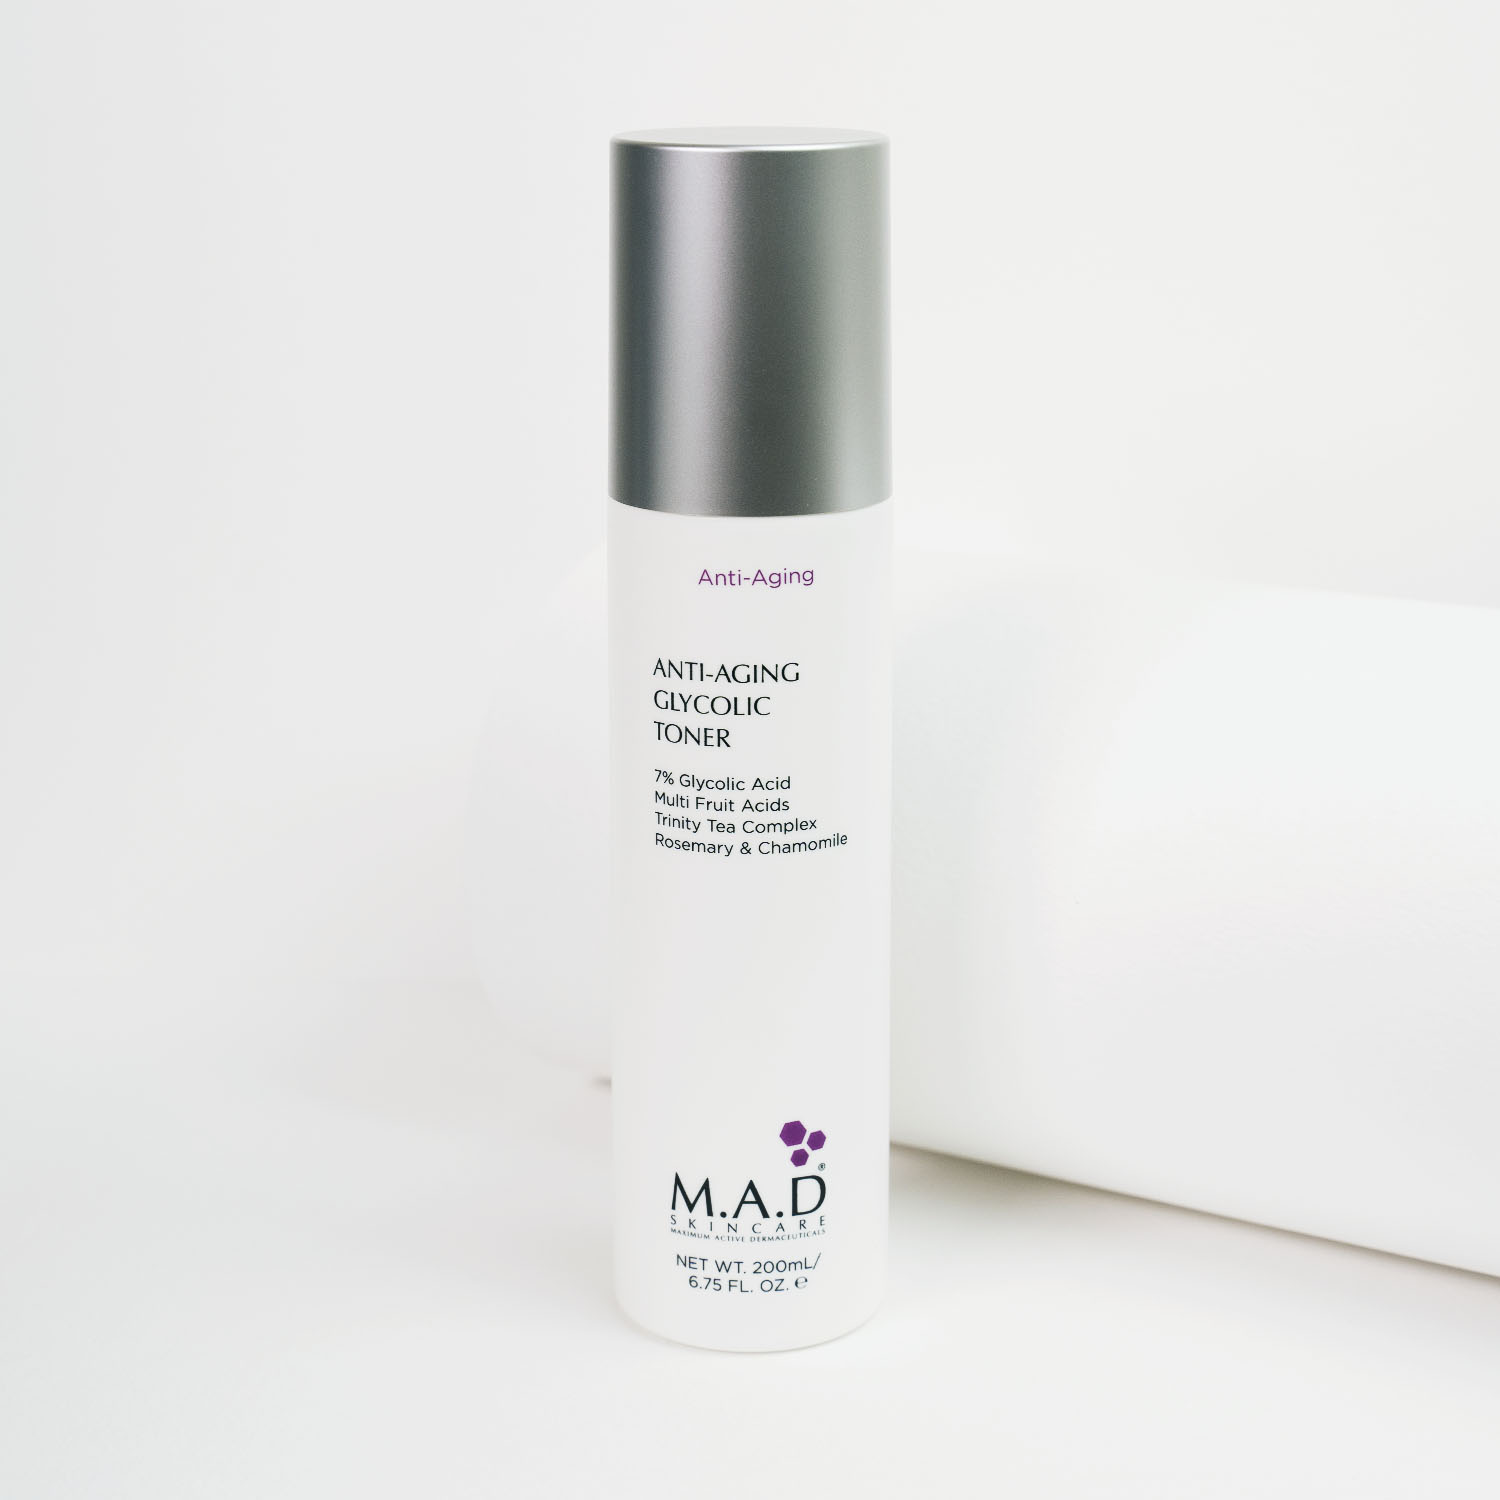 Anti-Aging
ANTI-AGING
GLYCOLIC
TONER
7% Glycolic Acid
Multi Fruit Acids
Trinity Tea Complex
Rosemary & Chamomile
M.A.D®
SKINCARE
MAXIMUM ACTIVE DERMACEUTICALS
NET WT. 200mL/
6.75 FL. OZ. ℮